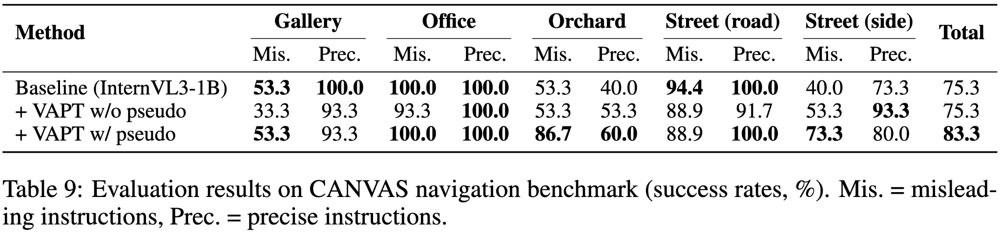 Method Gallery Office Orchard Street (road) Street (side) Total
Mis. Prec. Mis. Prec. Mis. Prec. Mis. Prec. Mis. Prec.
Baseline (InternVL3-1B) 53.3 100.0 100.0 100.0 53.3 40.0 94.4 100.0 40.0 73.3 75.3
+ VAPT w/o pseudo 33.3 93.3 93.3 100.0 53.3 53.3 88.9 91.7 53.3 93.3 75.3
+ VAPT w/ pseudo 53.3 93.3 100.0 100.0 86.7 60.0 88.9 100.0 73.3 80.0 83.3
Table 9: Evaluation results on CANVAS navigation benchmark (success rates, %). Mis. = mislead-
ing instructions, Prec. = precise instructions.